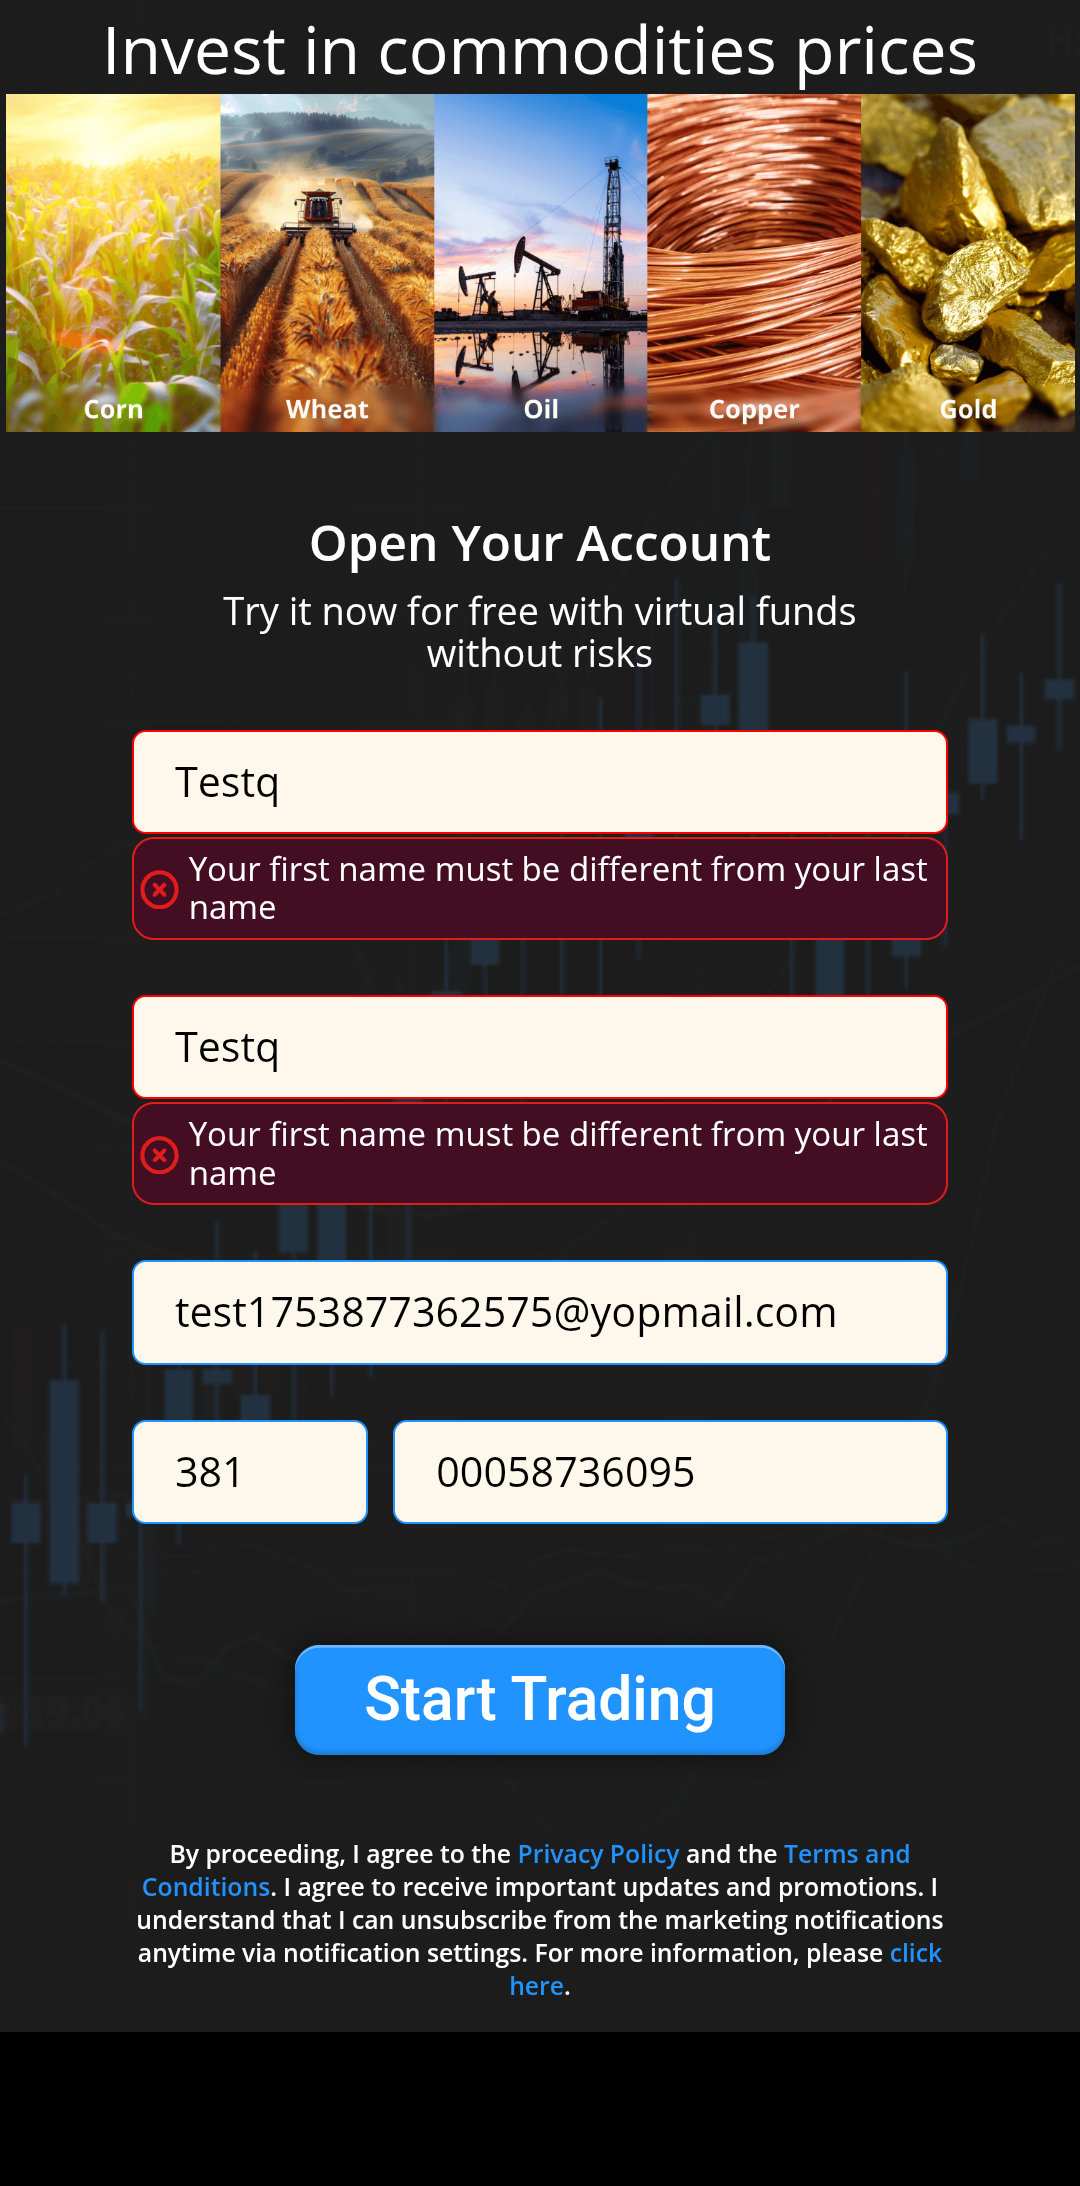 Invest in commodities prices
Corn
Wheat
Oil
Copper
Gold
Open Your Account
Try it now for free with virtual funds
without risks
Testq
Your first name must be different from your last
name
Testq
Your first name must be different from your last
name
test1753877362575@yopmail.com
381
00058736095
19.06
Start Trading
By proceeding, I agree to the Privacy Policy and the Terms and
Conditions. I agree to receive important updates and promotions. I
understand that I can unsubscribe from the marketing notifications
anytime via notification settings. For more information, please click
here.